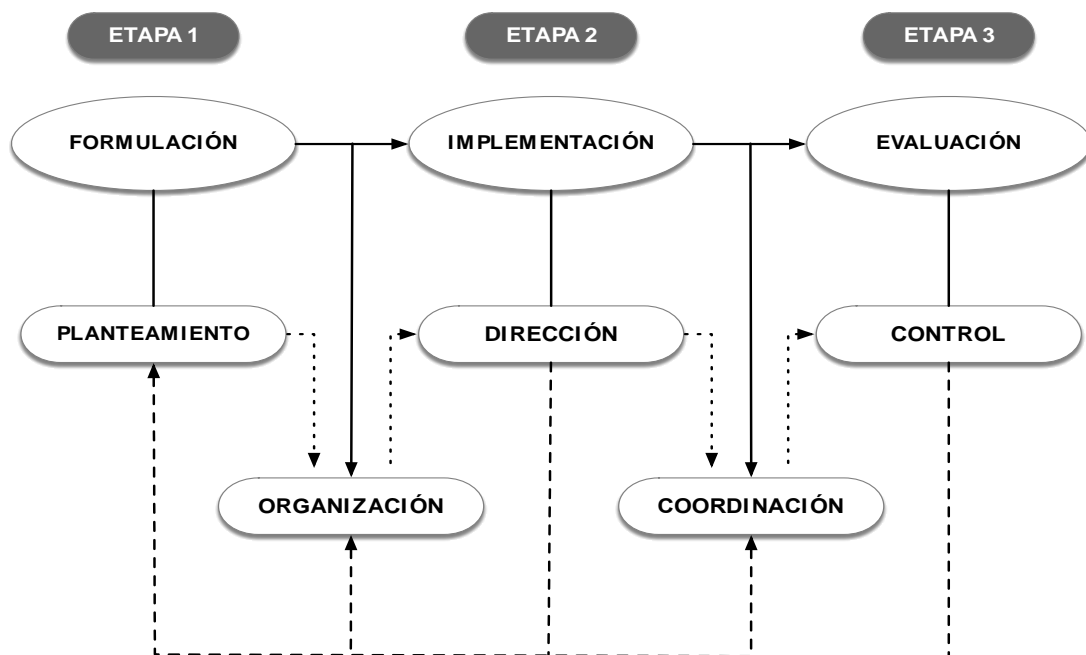 ETAPA 1
ETAPA 2
ETAPA 3
FORMULACIÓN
IMPLEMENTACIÓN
EVALUACIÓN
PLANTEAMIENTO
DIRECCIÓN
CONTROL
ORGANIZACIÓN
COORDINACIÓN